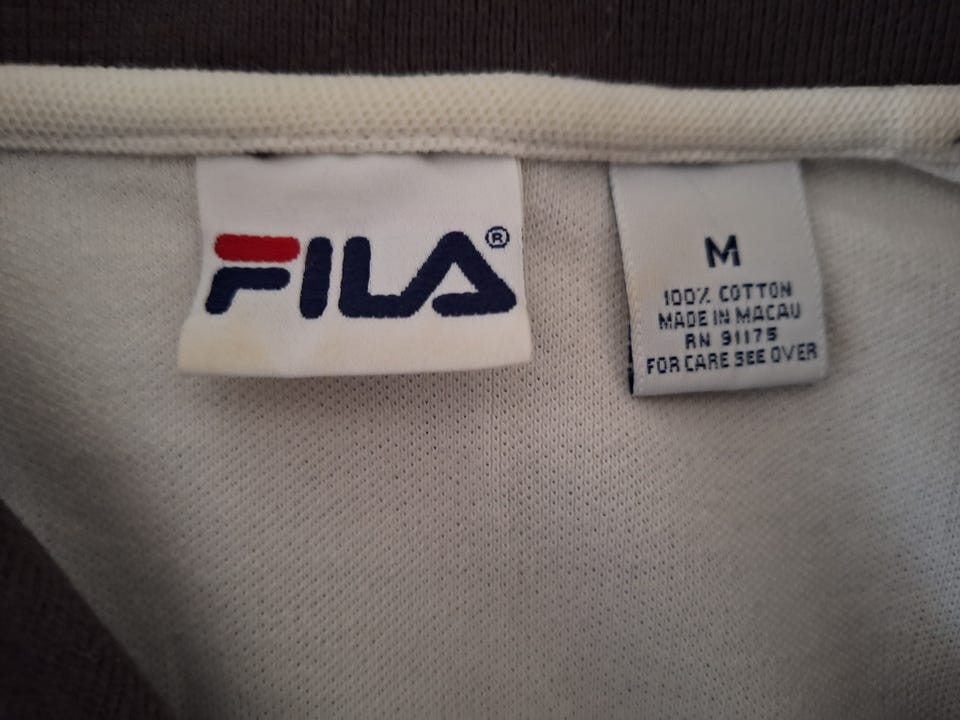 FILA®
M
100% COTTON
MADE IN MACAU
RN 91175
FOR CARE SEE OVER